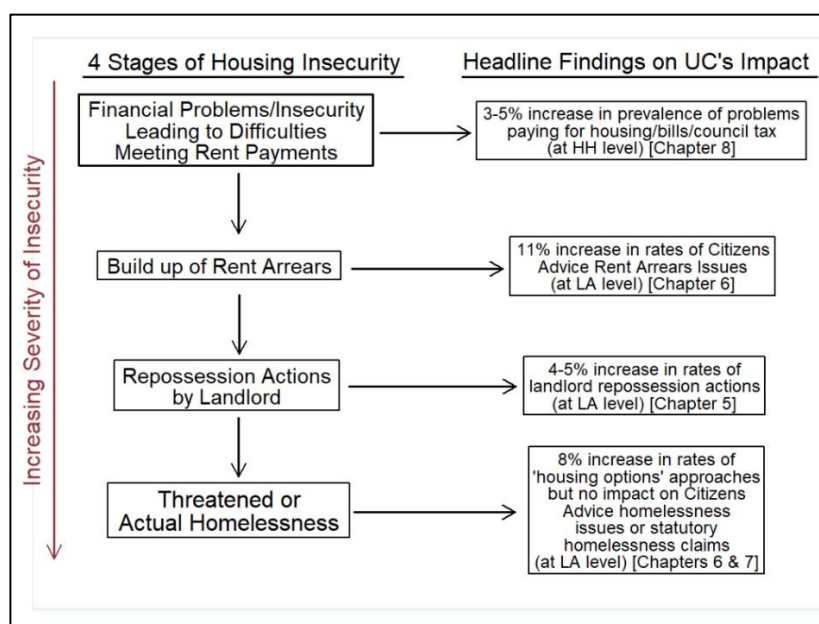 4 Stages of Housing Insecurity
Headline Findings on UC's Impact
Increasing Severity of Insecurity
Financial Problems/Insecurity
Leading to Difficulties
Meeting Rent Payments
3-5% increase in prevalence of problems
paying for housing/bills/council tax
(at HH level) [Chapter 8]
Build up of Rent Arrears
11% increase in rates of Citizens
Advice Rent Arrears Issues
(at LA level) [Chapter 6]
Repossession Actions
by Landlord
4-5% increase in rates of
landlord repossession actions
(at LA level) [Chapter 5]
Threatened or
Actual Homelessness
8% increase in rates of
'housing options' approaches
but no impact on Citizens
Advice homelessness
issues or statutory
homelessness claims
(at LA level) [Chapters 6 & 7]